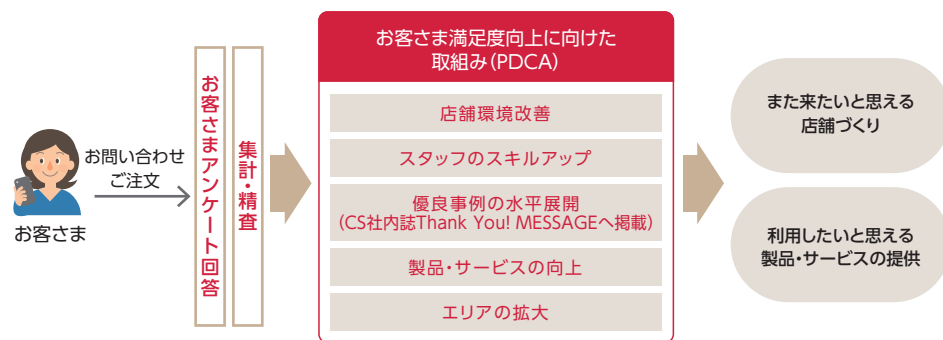 お客さま
お問い合わせ
ご注文
お客さまアンケート回答
集計・精査
お客さま満足度向上に向けた
取組み(PDCA)
店舗環境改善
スタッフのスキルアップ
優良事例の水平展開
(CS社内誌Thank You! MESSAGEへ掲載)
製品・サービスの向上
エリアの拡大
また来たいと思える
店舗づくり
利用したいと思える
製品・サービスの提供